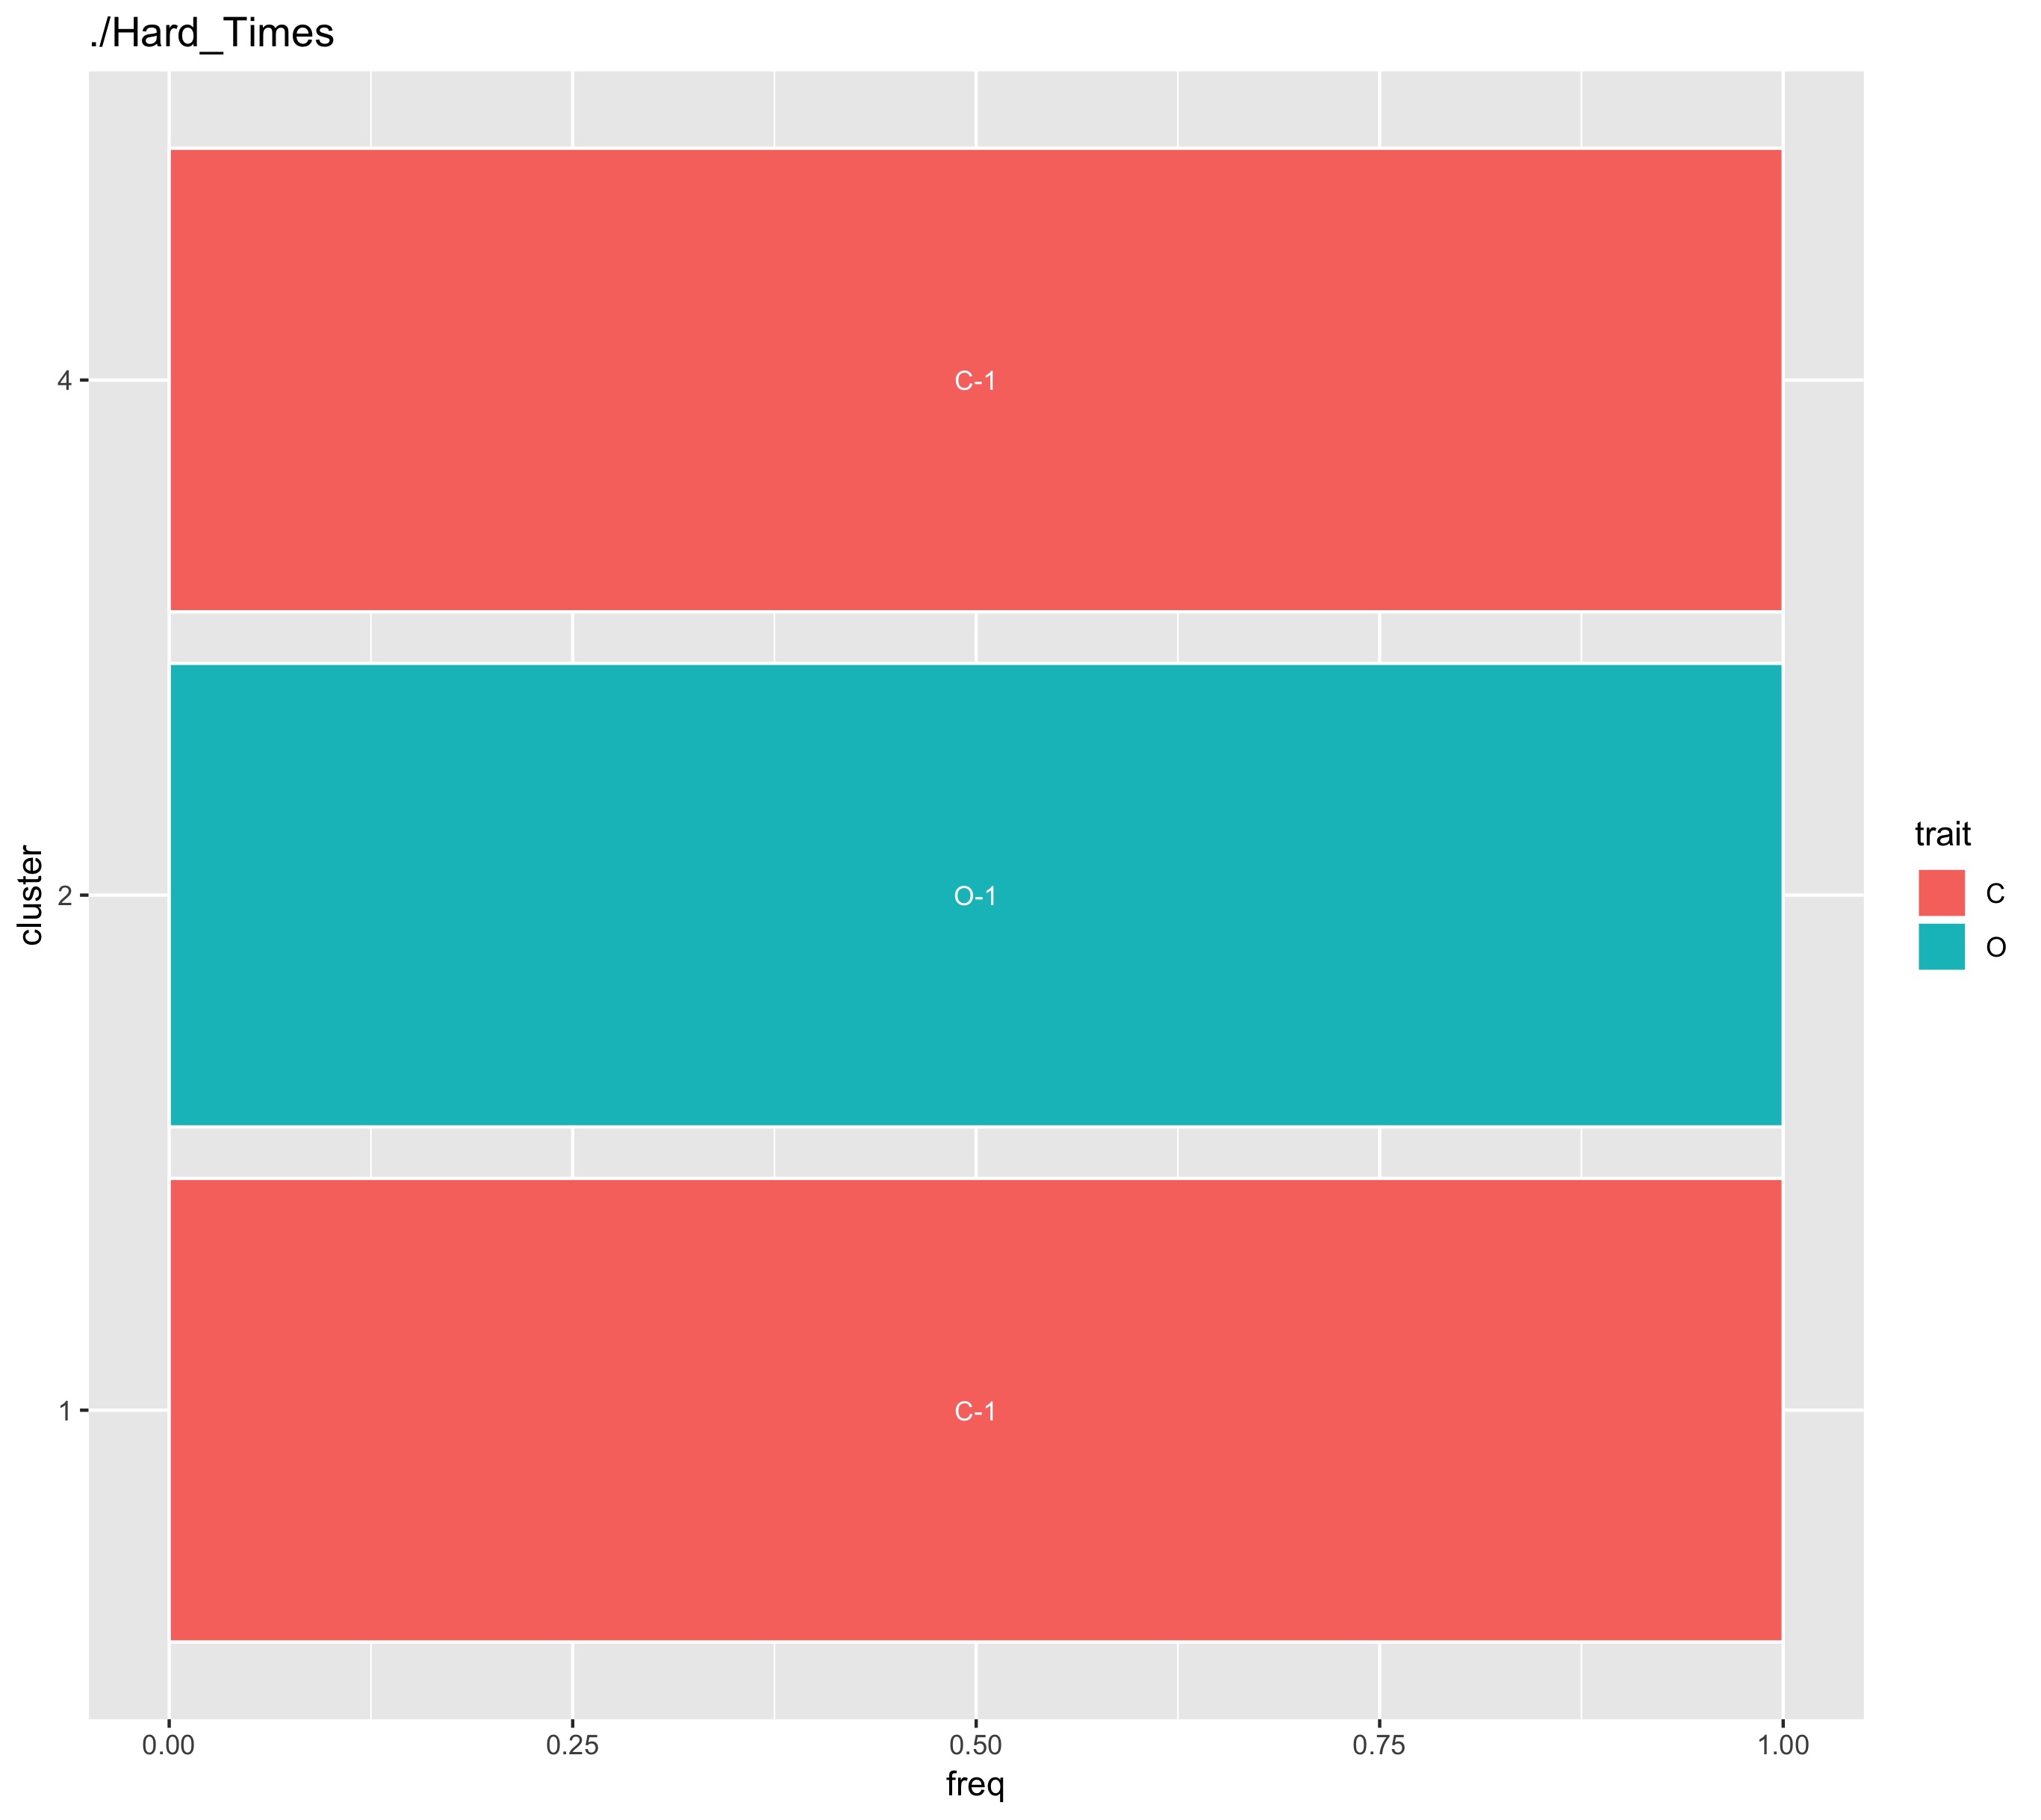 ./Hard_Times
4
C-1
2
O-1
1
C-1
cluster
0.00 0.25 0.50 0.75 1.00
freq
trait
C
O